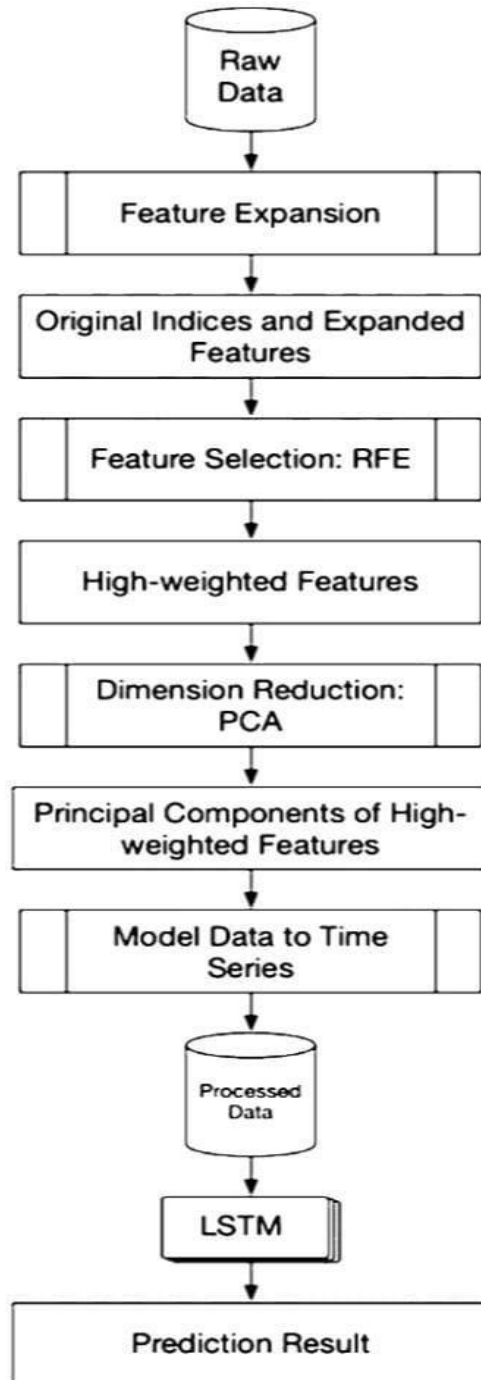 Raw
Data
Feature Expansion
Original Indices and Expanded
Features
Feature Selection: RFE
High-weighted Features
Dimension Reduction:
PCA
Principal Components of High-
weighted Features
Model Data to Time
Series
Processed
Data
LSTM
Prediction Result